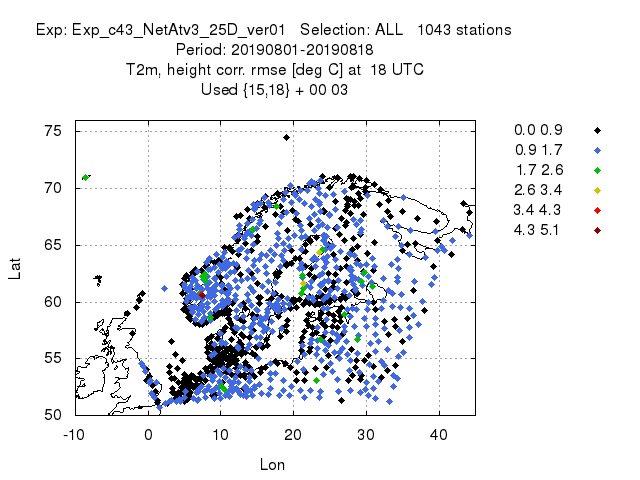 Exp: Exp_c43_NetAtv3_25D_ver01   Selection: ALL   1043 stations
Period: 20190801-20190818
T2m, height corr. rmse [deg C] at  18 UTC
Used {15,18} + 00 03
0.0 0.9
0.9 1.7
1.7 2.6
2.6 3.4
3.4 4.3
4.3 5.1
75
70
65
60
55
50
Lat
-10 0 10 20 30 40
Lon